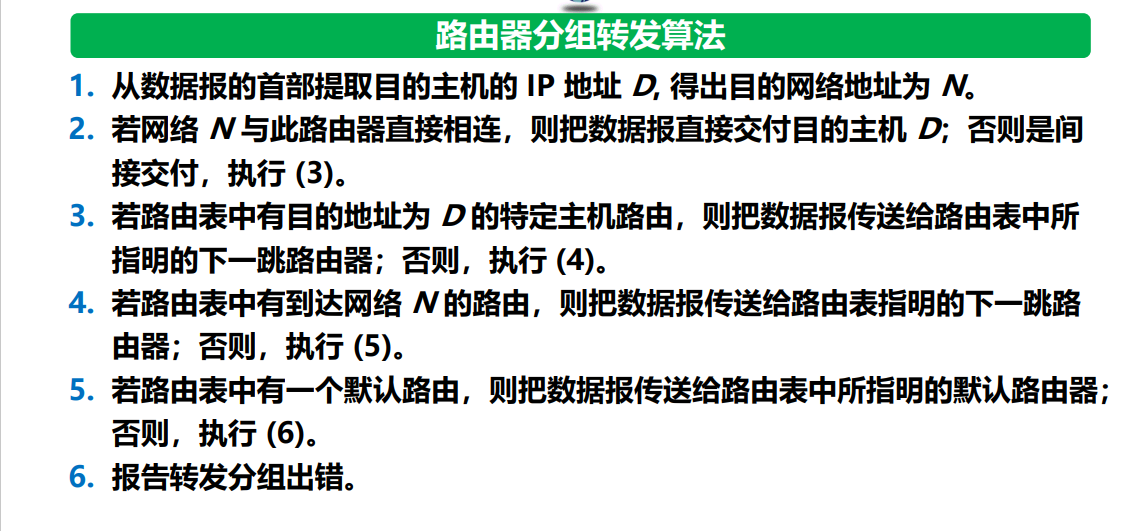 路由器分组转发算法
1. 从数据报的首部提取目的主机的 IP 地址 D, 得出目的网络地址为 N。
2. 若网络 N 与此路由器直接相连，则把数据报直接交付目的主机 D；否则是间
接交付，执行 (3)。
3. 若路由表中有目的地址为 D 的特定主机路由，则把数据报传送给路由表中所
指明的下一跳路由器；否则，执行 (4)。
4. 若路由表中有到达网络 N 的路由，则把数据报传送给路由表指明的下一跳路
由器；否则，执行 (5)。
5. 若路由表中有一个默认路由，则把数据报传送给路由表中所指明的默认路由器；
否则，执行 (6)。
6. 报告转发分组出错。